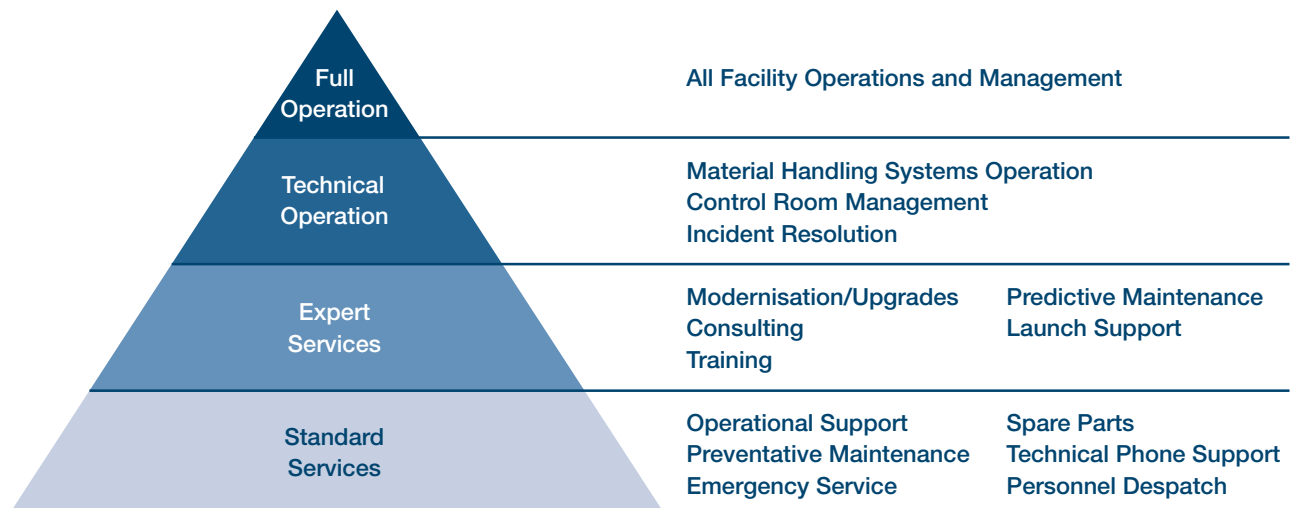 Full
Operation
All Facility Operations and Management
Technical
Operation
Material Handling Systems Operation
Control Room Management
Incident Resolution
Expert
Services
Modernisation/Upgrades
Consulting
Training
Predictive Maintenance
Launch Support
Standard
Services
Operational Support
Preventative Maintenance
Emergency Service
Spare Parts
Technical Phone Support
Personnel Despatch